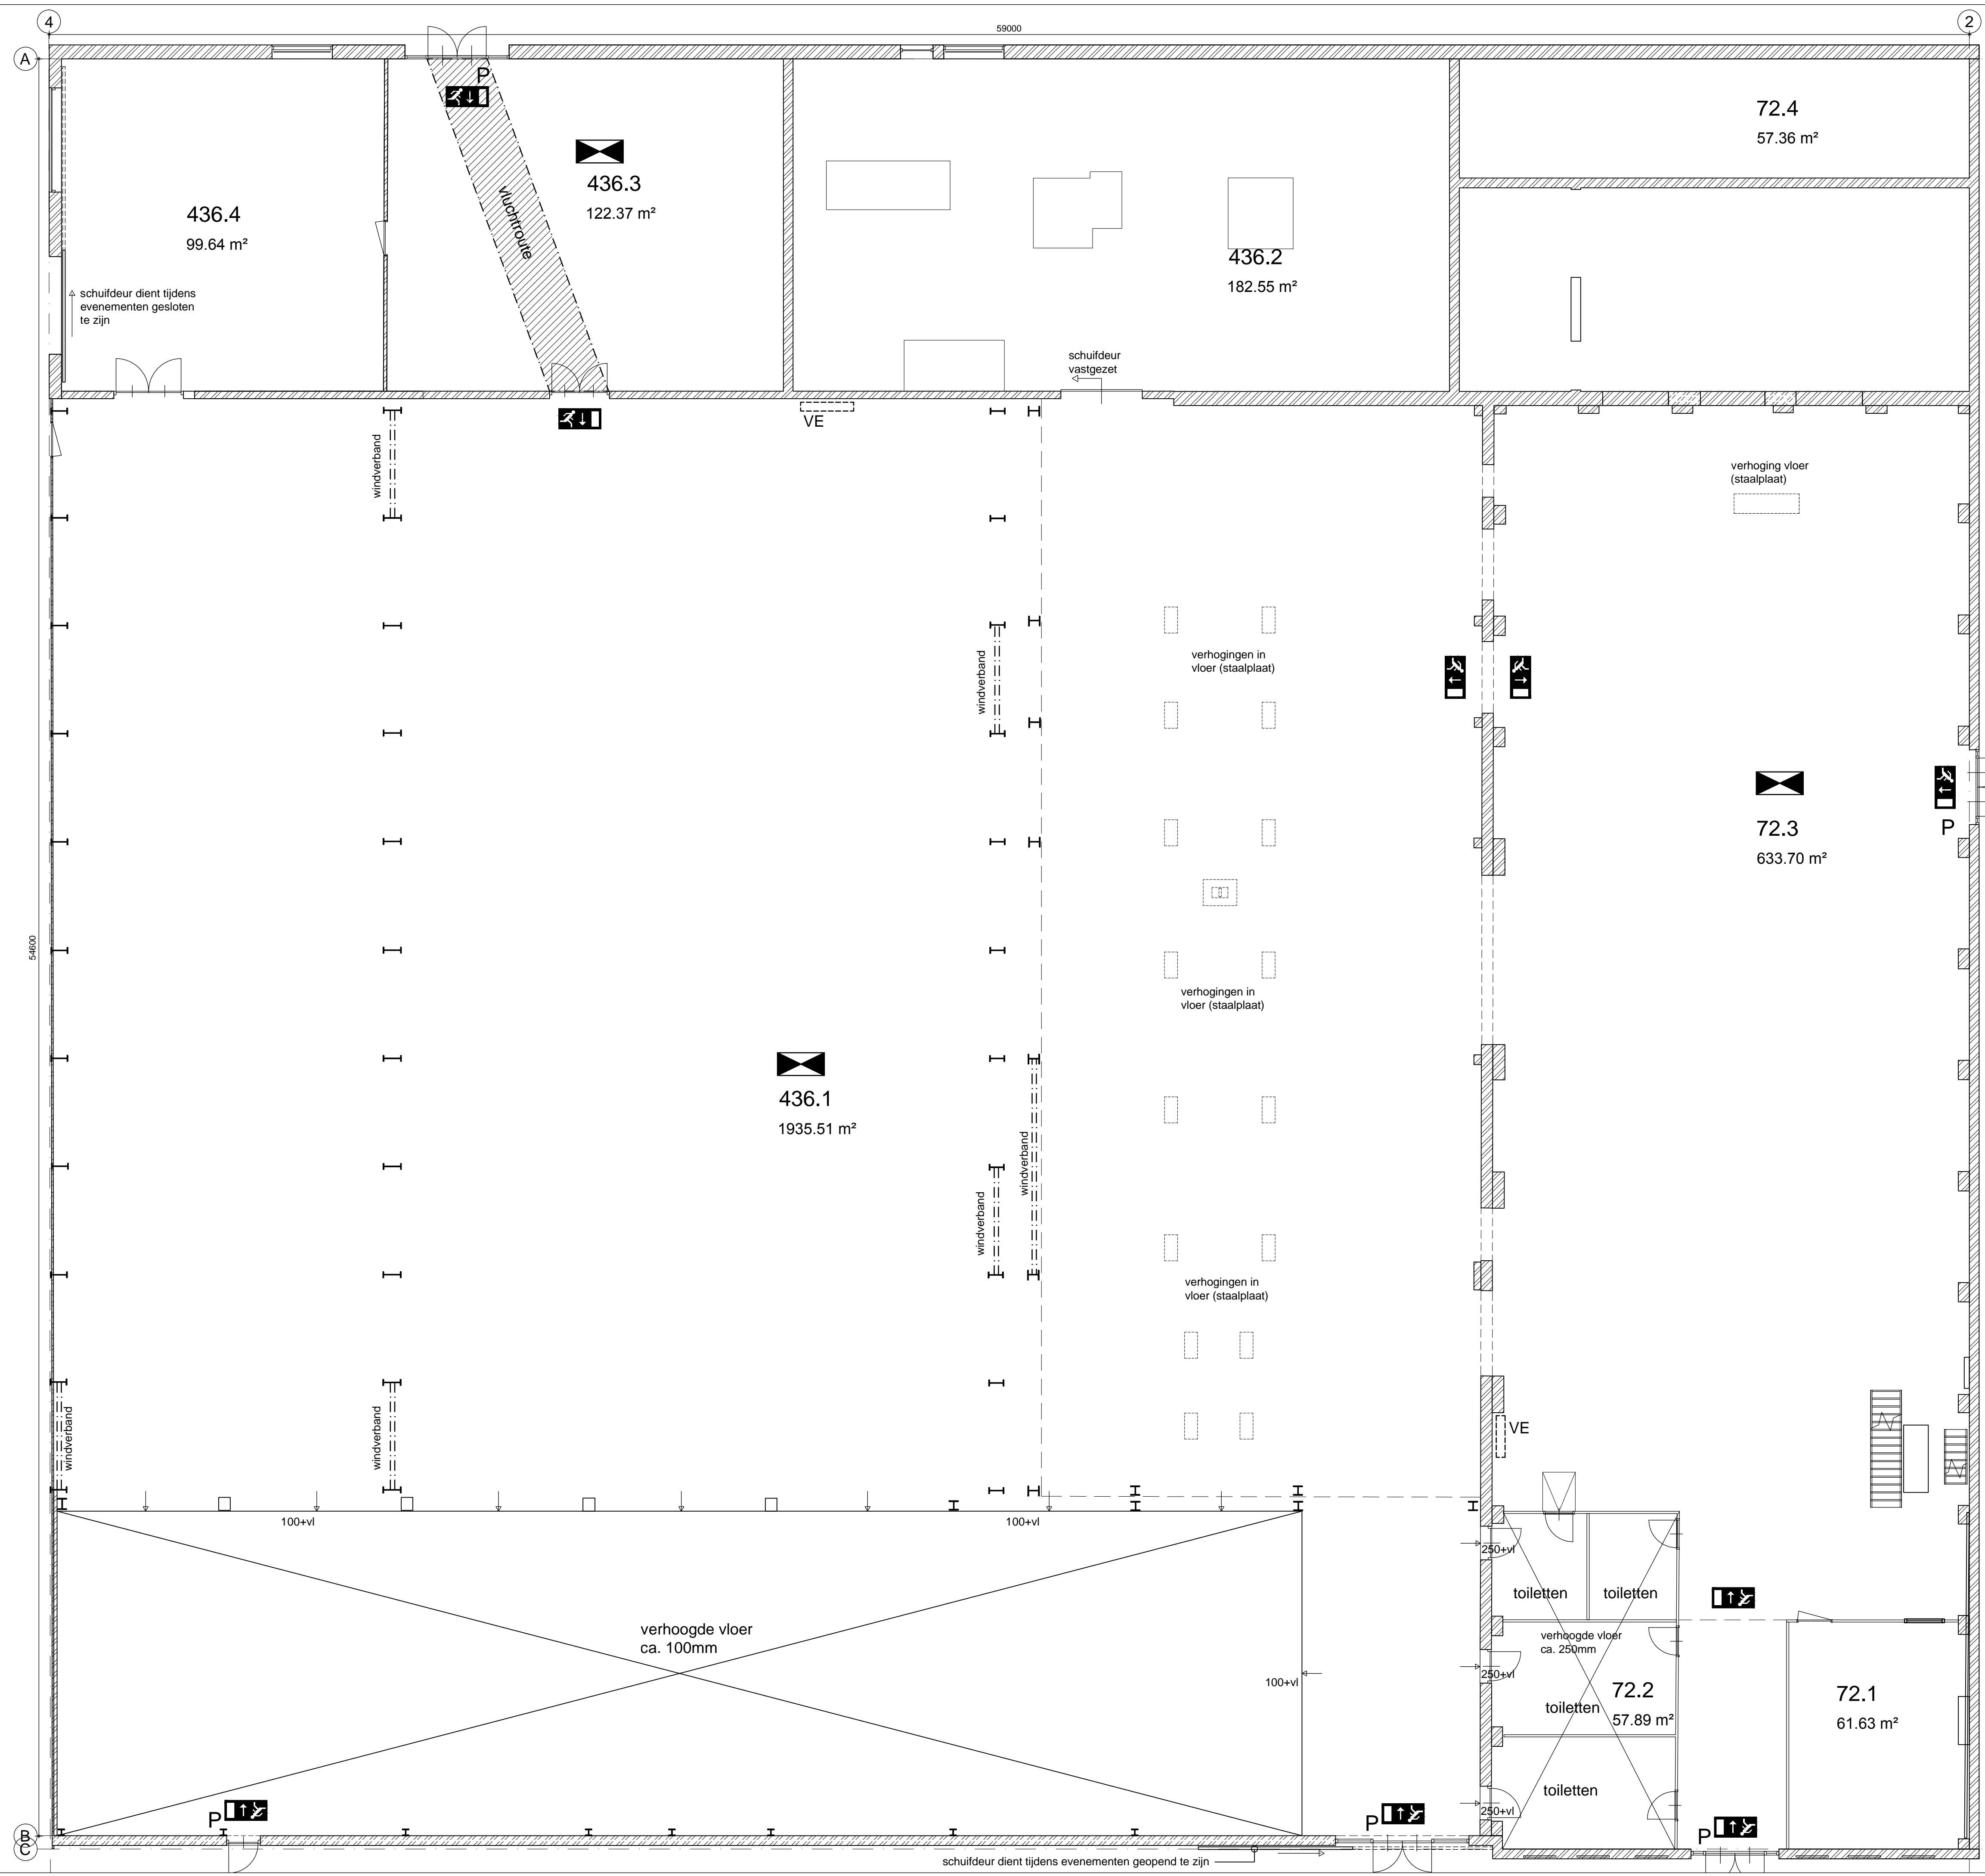 4
59000
2
A
P
72.4
57.36 m²
436.3
122.37 m²
vluchtroute
436.4
99.64 m²
436.2
182.55 m²
schuifdeur dient tijdens
evenementen gesloten
te zijn
schuifdeur
vastgezet
VE
windverband
verhoging vloer
(staalplaat)
windverband
verhogingen in
vloer (staalplaat)
72.3
633.70 m²
P
54600
verhogingen in
vloer (staalplaat)
436.1
1935.51 m²
windverband
windverband
verhogingen in
vloer (staalplaat)
windverband
windverband
VE
100+vl
100+vl
250+vl
toiletten
toiletten
verhoogde vloer
ca. 100mm
verhoogde vloer
ca. 250mm
100+vl
250+vl
72.2
57.89 m²
toiletten
72.1
61.63 m²
toiletten
250+vl
P
P
P
B
C
schuifdeur dient tijdens evenementen geopend te zijn